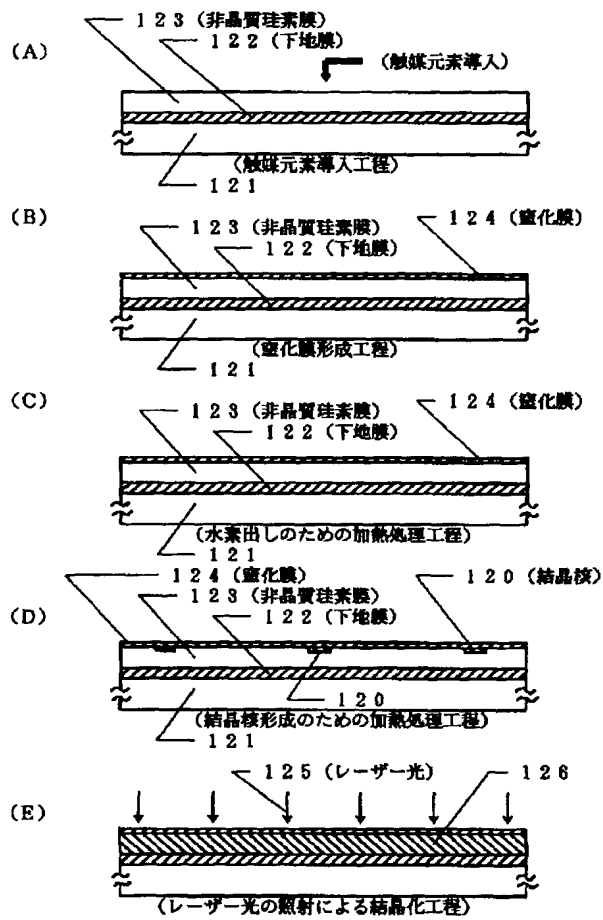 123(非晶質珪素膜)
(A)
122(下地膜)
(触媒元素導入)
(触媒元素導入工程)
121
(B)
123(非晶質珪素膜)
124(窒化膜)
122(下地膜)
(窒化膜形成工程)
121
(C)
123(非晶質珪素膜)
124(窒化膜)
122(下地膜)
(水素出しのための加熱処理工程)
121
124(窒化膜)
120(結晶核)
(D)
123(非晶質珪素膜)
122(下地膜)
120
(結晶核形成のための加熱処理工程)
121
125(レーザー光)
126
(E)
(レーザー光の照射による結晶化工程)